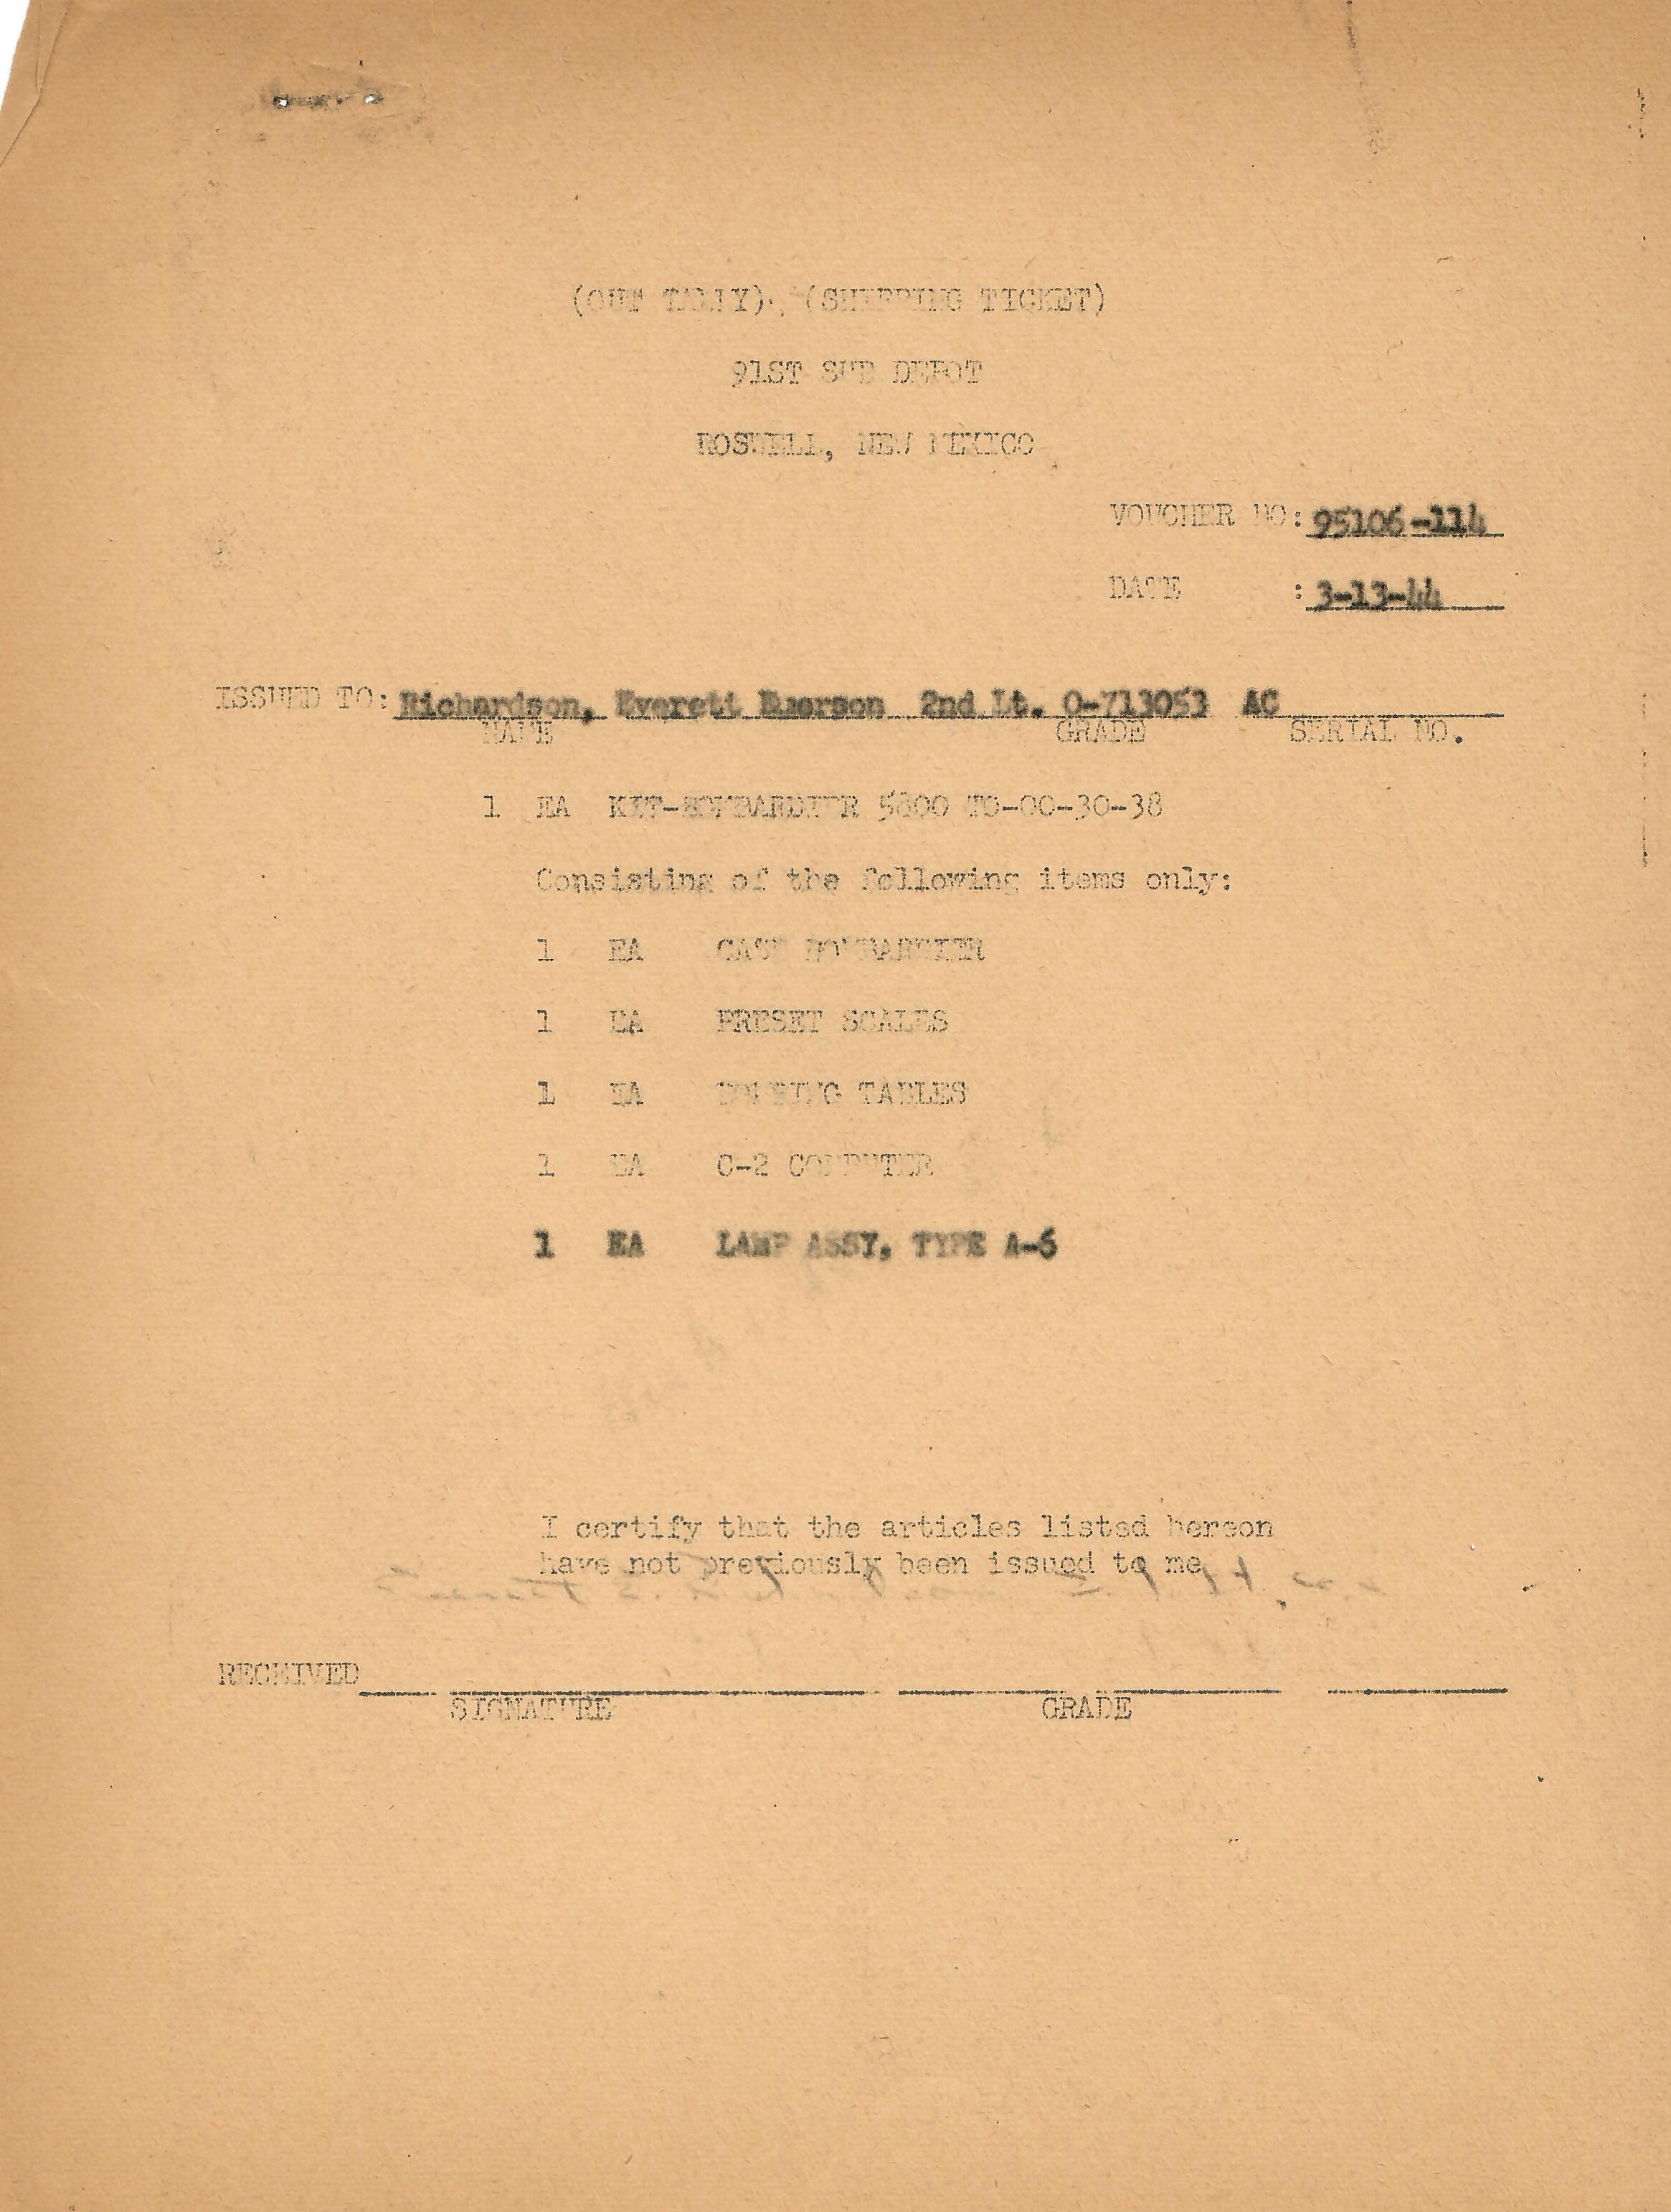 (OUT TALLY) (SHIPPING TICKET)
91ST SUB DEPOT
ROSWELL, NEW MEXICO
VOUCHER NO: 95106-114
DATE : 3-13-44
ISSUED TO: Richardson, Everett Emerson 2nd Lt. O-713053 AC
NAME GRADE SERIAL NO.
1 EA KIT-BOMBARDIER 5800 TO-00-30-38
Consisting of the following items only:
1 EA CASE BOMBARDIER
1 EA PRESET SCALES
1 EA BOMBING TABLES
1 EA C-2 COMPUTER
1 EA LAMP ASSY, TYPE A-6
I certify that the articles listed hereon
have not previously been issued to me
RECEIVED
SIGNATURE GRADE